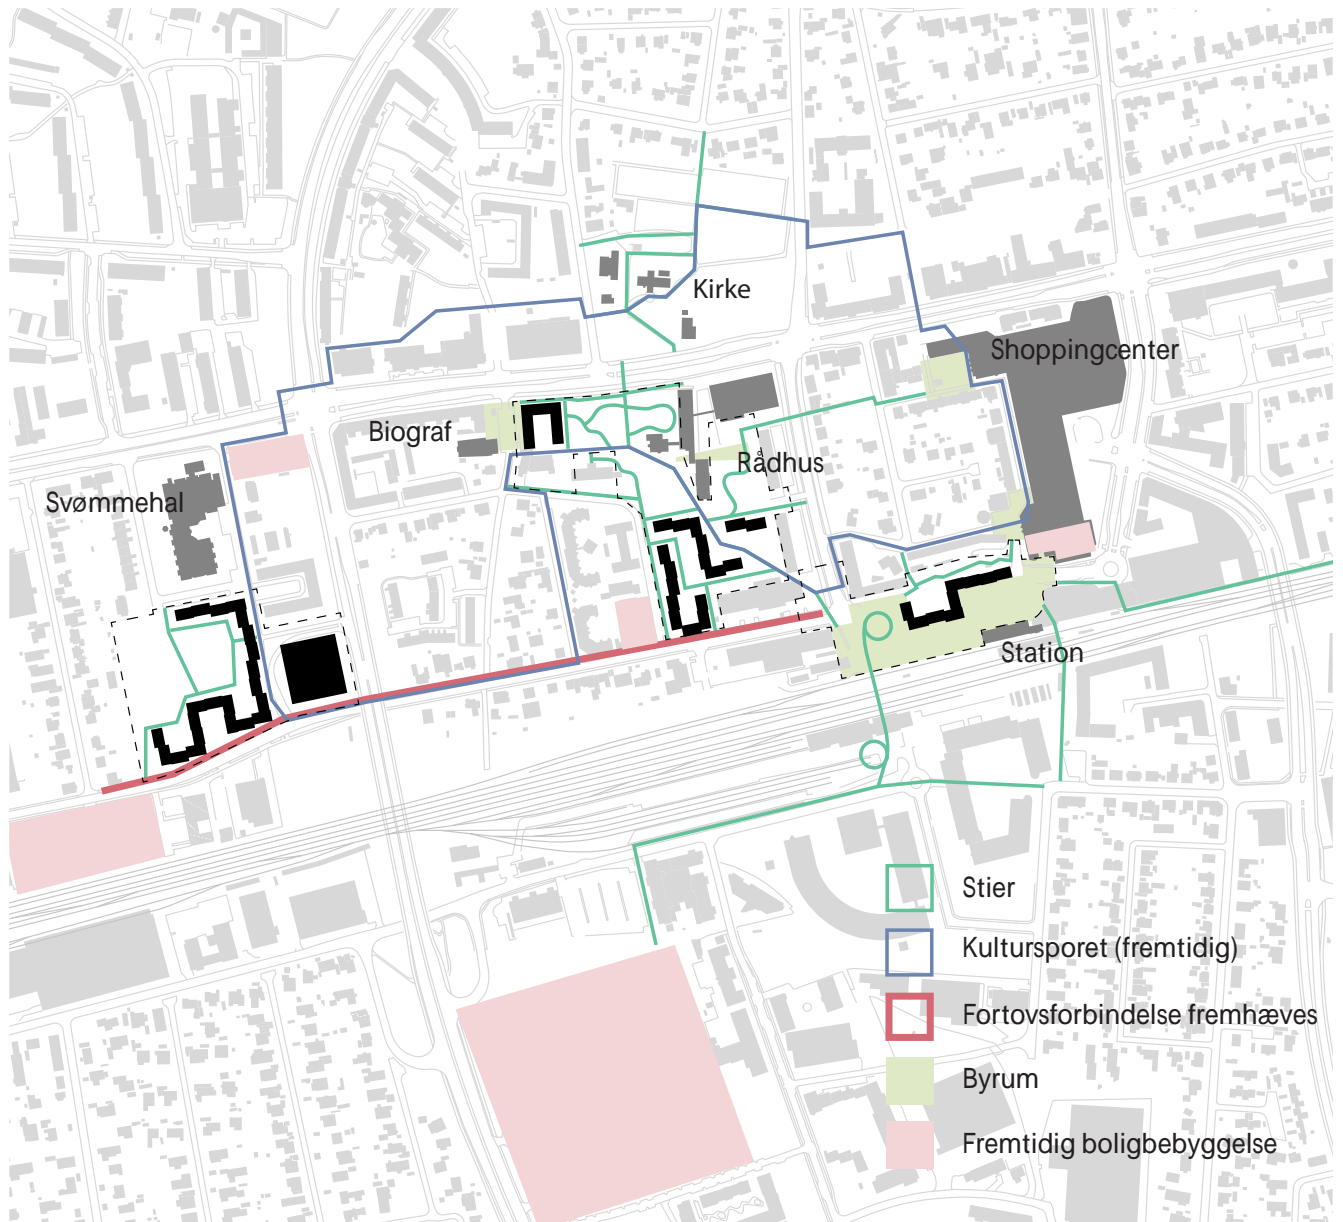 Kirke
Shoppingcenter
Biograf
Rådhus
Svømmehal
Station
Stier
Kultursporet (fremtidig)
Fortovsforbindelse fremhæves
Byrum
Fremtidig boligbebyggelse